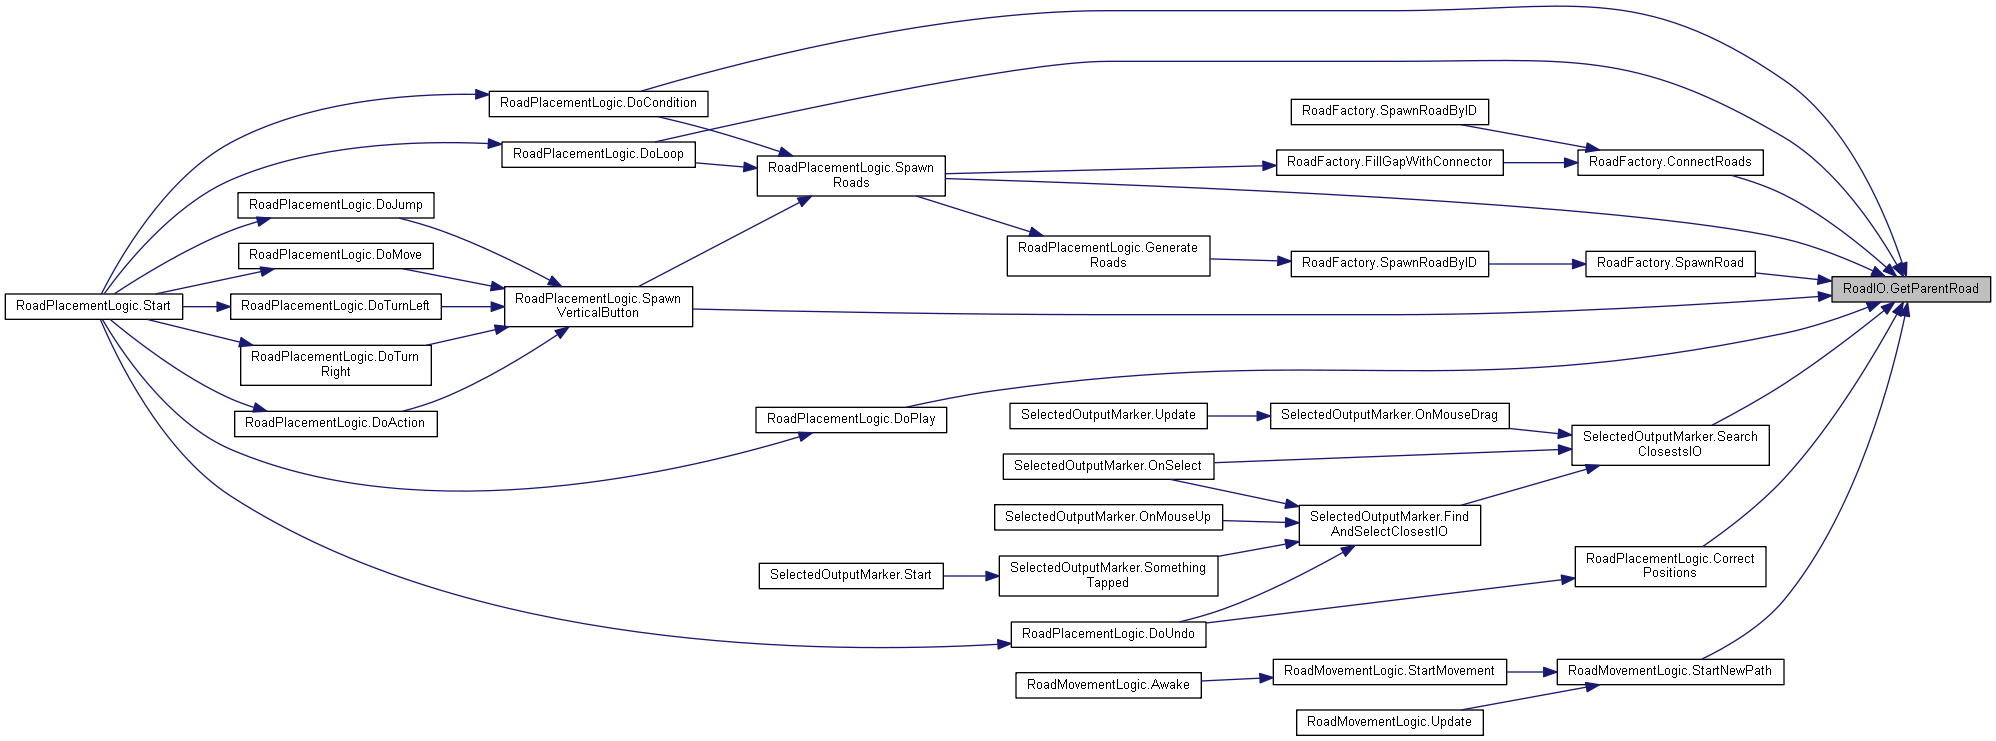 RoadPlacementLogic.DoCondition
RoadFactory.SpawnRoadByID
RoadPlacementLogic.DoLoop
RoadPlacementLogic.Spawn
Roads
RoadFactory.FillGapWithConnector
RoadFactory.ConnectRoads
RoadPlacementLogic.DoJump
RoadPlacementLogic.DoMove
RoadPlacementLogic.Generate
Roads
RoadFactory.SpawnRoadByID
RoadFactory.SpawnRoad
RoadIO.GetParentRoad
RoadPlacementLogic.Start
RoadPlacementLogic.DoTurnLeft
RoadPlacementLogic.Spawn
VerticalButton
RoadPlacementLogic.DoTurn
Right
RoadPlacementLogic.DoAction
RoadPlacementLogic.DoPlay
SelectedOutputMarker.Update
SelectedOutputMarker.OnMouseDrag
SelectedOutputMarker.Search
ClosestsIO
SelectedOutputMarker.OnSelect
SelectedOutputMarker.OnMouseUp
SelectedOutputMarker.Find
AndSelectClosestIO
SelectedOutputMarker.Start
SelectedOutputMarker.Something
Tapped
RoadPlacementLogic.Correct
Positions
RoadPlacementLogic.DoUndo
RoadMovementLogic.Awake
RoadMovementLogic.StartMovement
RoadMovementLogic.StartNewPath
RoadMovementLogic.Update